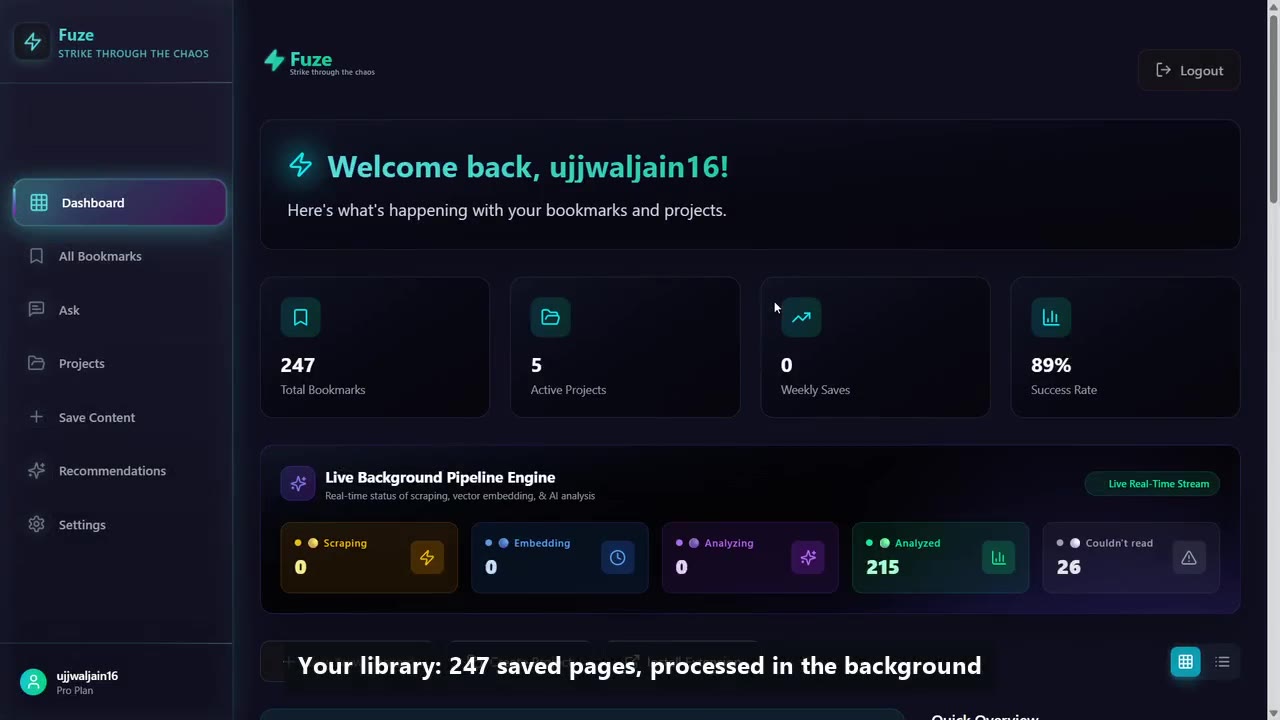 Fuze
STRIKE THROUGH THE CHAOS
Dashboard
All Bookmarks
Ask
Projects
Save Content
Recommendations
Settings
ujjwaljain16
Pro Plan
Fuze
Strike through the chaos
Logout
Welcome back, ujjwaljain16!
Here's what's happening with your bookmarks and projects.
247
Total Bookmarks
5
Active Projects
0
Weekly Saves
89%
Success Rate
Live Background Pipeline Engine
Real-time status of scraping, vector embedding, & AI analysis
Live Real-Time Stream
Scraping
0
Embedding
0
Analyzing
0
Analyzed
215
Couldn't read
26
Your library: 247 saved pages, processed in the background
Quick Overview